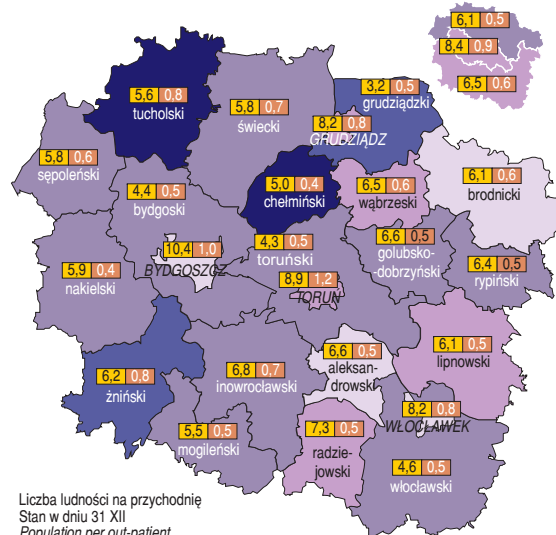 6,1 0,5
8,4 0,9
6,5 0,6
5,6 0,8
tucholski
5,8 0,7
świecki
3,2 0,5
grudziądzki
8,2 0,8
GRUDZIĄDZ
5,8 0,6
sępoleński
4,4 0,5
bydgoski
5,0 0,4
chełmiński
6,5 0,6
wąbrzeski
6,1 0,6
brodnicki
10,4 1,0
BYDGOSZCZ
4,3 0,5
toruński
6,6 0,5
golubsko-
-dobrzyński
6,4 0,5
rypiński
5,9 0,4
nakielski
8,9 1,2
TORUŃ
6,2 0,8
żniński
6,8 0,7
inowrocławski
6,6 0,5
aleksan-
drowski
6,1 0,5
lipnowski
5,5 0,5
mogileński
7,3 0,5
radzie-
jowski
8,2 0,8
WŁOCŁAWEK
4,6 0,5
włocławski
Liczba ludności na przychodnię
Stan w dniu 31 XII
Population per out-patient